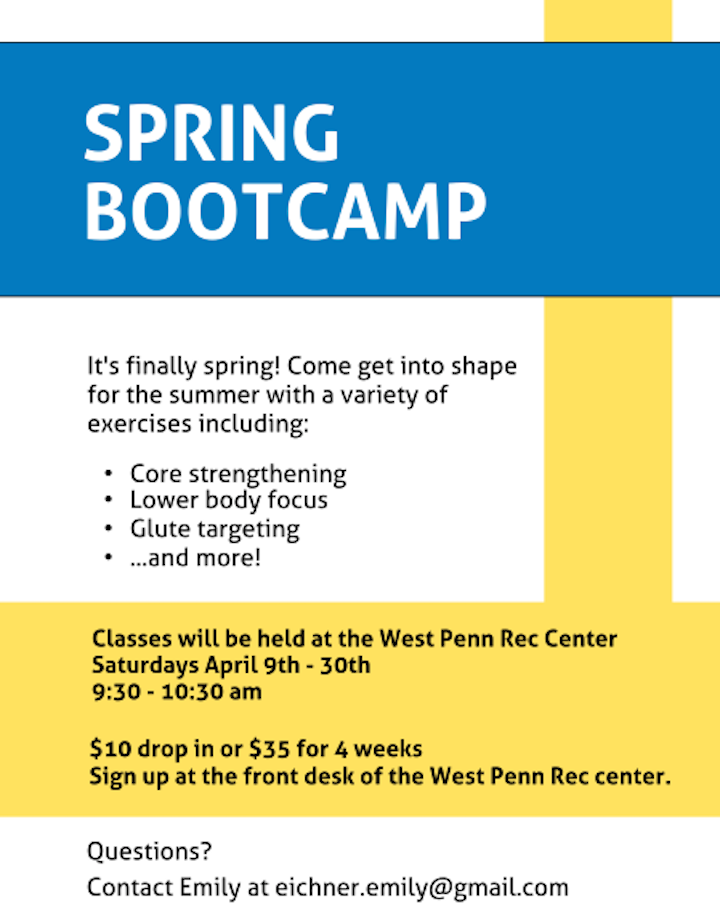 SPRING
BOOTCAMP
It's finally spring! Come get into shape
for the summer with a variety of
exercises including:
• Core strengthening
• Lower body focus
• Glute targeting
• ...and more!
Classes will be held at the West Penn Rec Center
Saturdays April 9th - 30th
9:30 - 10:30 am
$10 drop in or $35 for 4 weeks
Sign up at the front desk of the West Penn Rec center.
Questions?
Contact Emily at eichner.emily@gmail.com